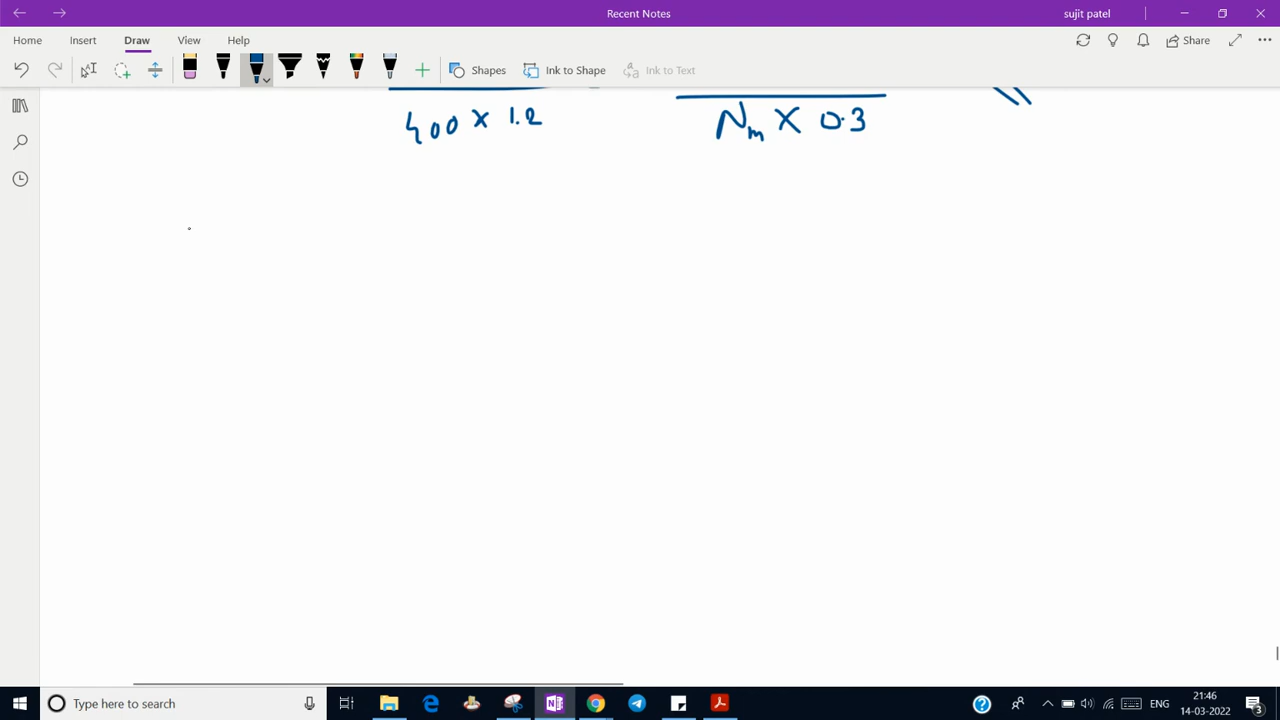 Recent Notes
sujit patel
Home
Insert
Draw
View
Help
Share
Shapes
Ink to Shape
Ink to Text
400 × 1.2
Nm × 0.3
Type here to search
ENG
21:46
14-03-2022
3